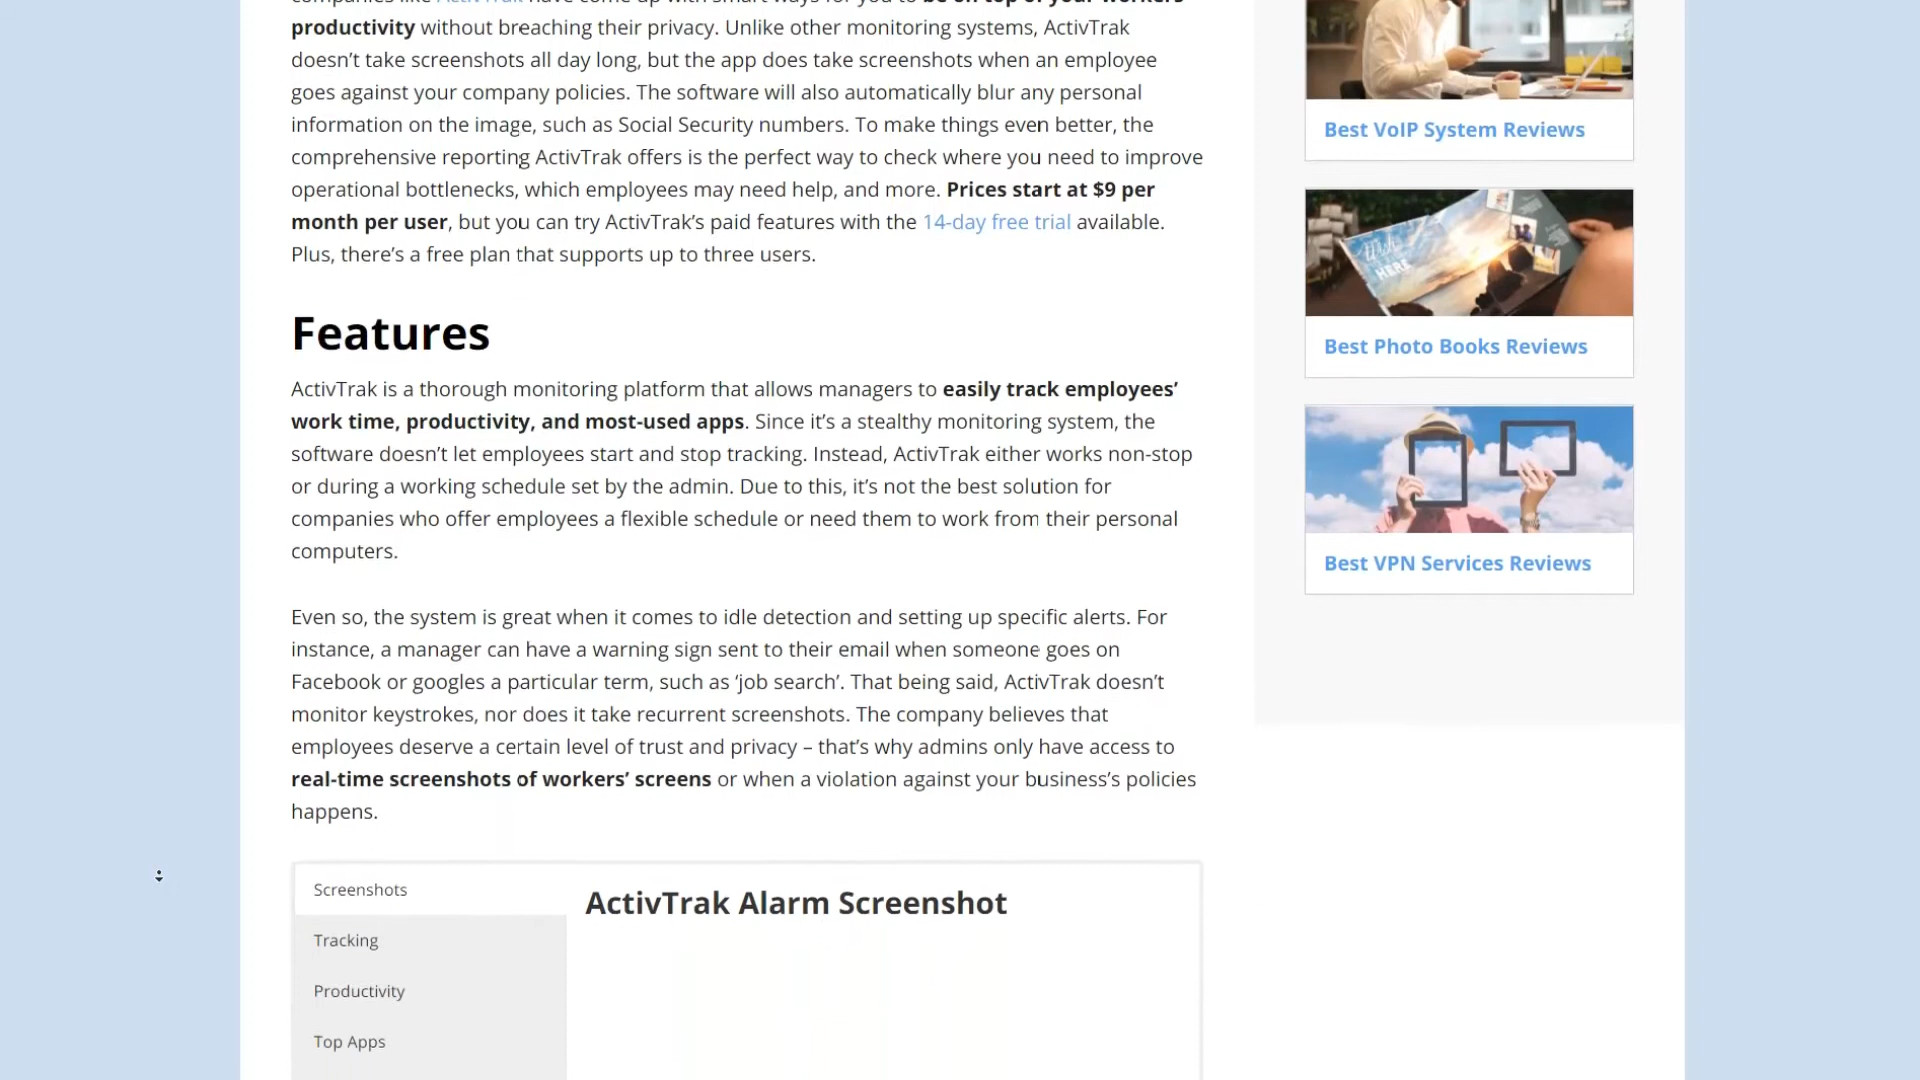 productivity without breaching their privacy. Unlike other monitoring systems, ActivTrak
doesn’t take screenshots all day long, but the app does take screenshots when an employee
goes against your company policies. The software will also automatically blur any personal
information on the image, such as Social Security numbers. To make things even better, the
comprehensive reporting ActivTrak offers is the perfect way to check where you need to improve
operational bottlenecks, which employees may need help, and more. Prices start at $9 per
month per user, but you can try ActivTrak’s paid features with the 14-day free trial available.
Plus, there’s a free plan that supports up to three users.
Features
ActivTrak is a thorough monitoring platform that allows managers to easily track employees’
work time, productivity, and most-used apps. Since it’s a stealthy monitoring system, the
software doesn’t let employees start and stop tracking. Instead, ActivTrak either works non-stop
or during a working schedule set by the admin. Due to this, it’s not the best solution for
companies who offer employees a flexible schedule or need them to work from their personal
computers.
Even so, the system is great when it comes to idle detection and setting up specific alerts. For
instance, a manager can have a warning sign sent to their email when someone goes on
Facebook or googles a particular term, such as ‘job search’. That being said, ActivTrak doesn’t
monitor keystrokes, nor does it take recurrent screenshots. The company believes that
employees deserve a certain level of trust and privacy – that’s why admins only have access to
real-time screenshots of workers’ screens or when a violation against your business’s policies
happens.
Screenshots
Tracking
Productivity
Top Apps
ActivTrak Alarm Screenshot
Best VoIP System Reviews
HERE
Best Photo Books Reviews
Best VPN Services Reviews